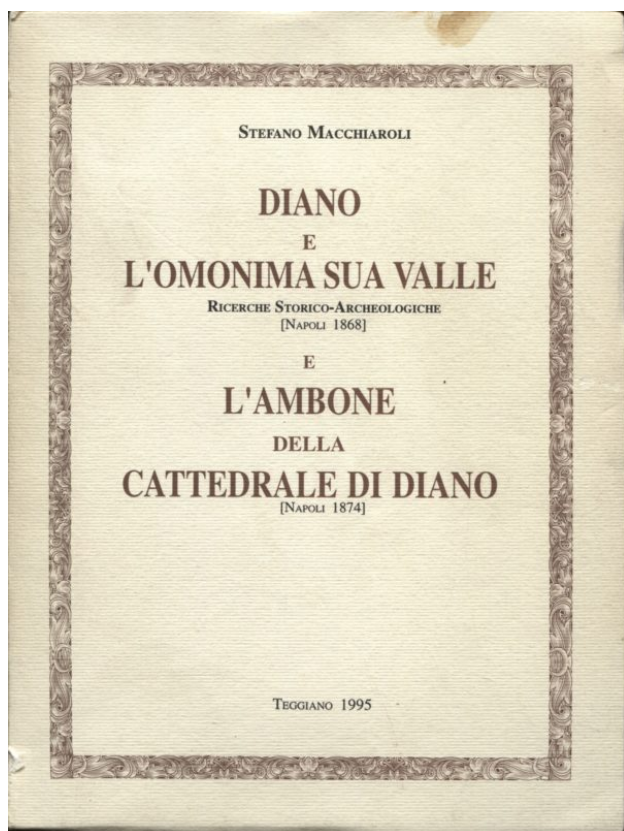 STEFANO MACCHIAROLI
DIANO
E
L'OMONIMA SUA VALLE
RICERCHE STORICO-ARCHEOLOGICHE
[NAPOLI 1868]
E
L'AMBONE
DELLA
CATTEDRALE DI DIANO
[NAPOLI 1874]
TEGGIANO 1995